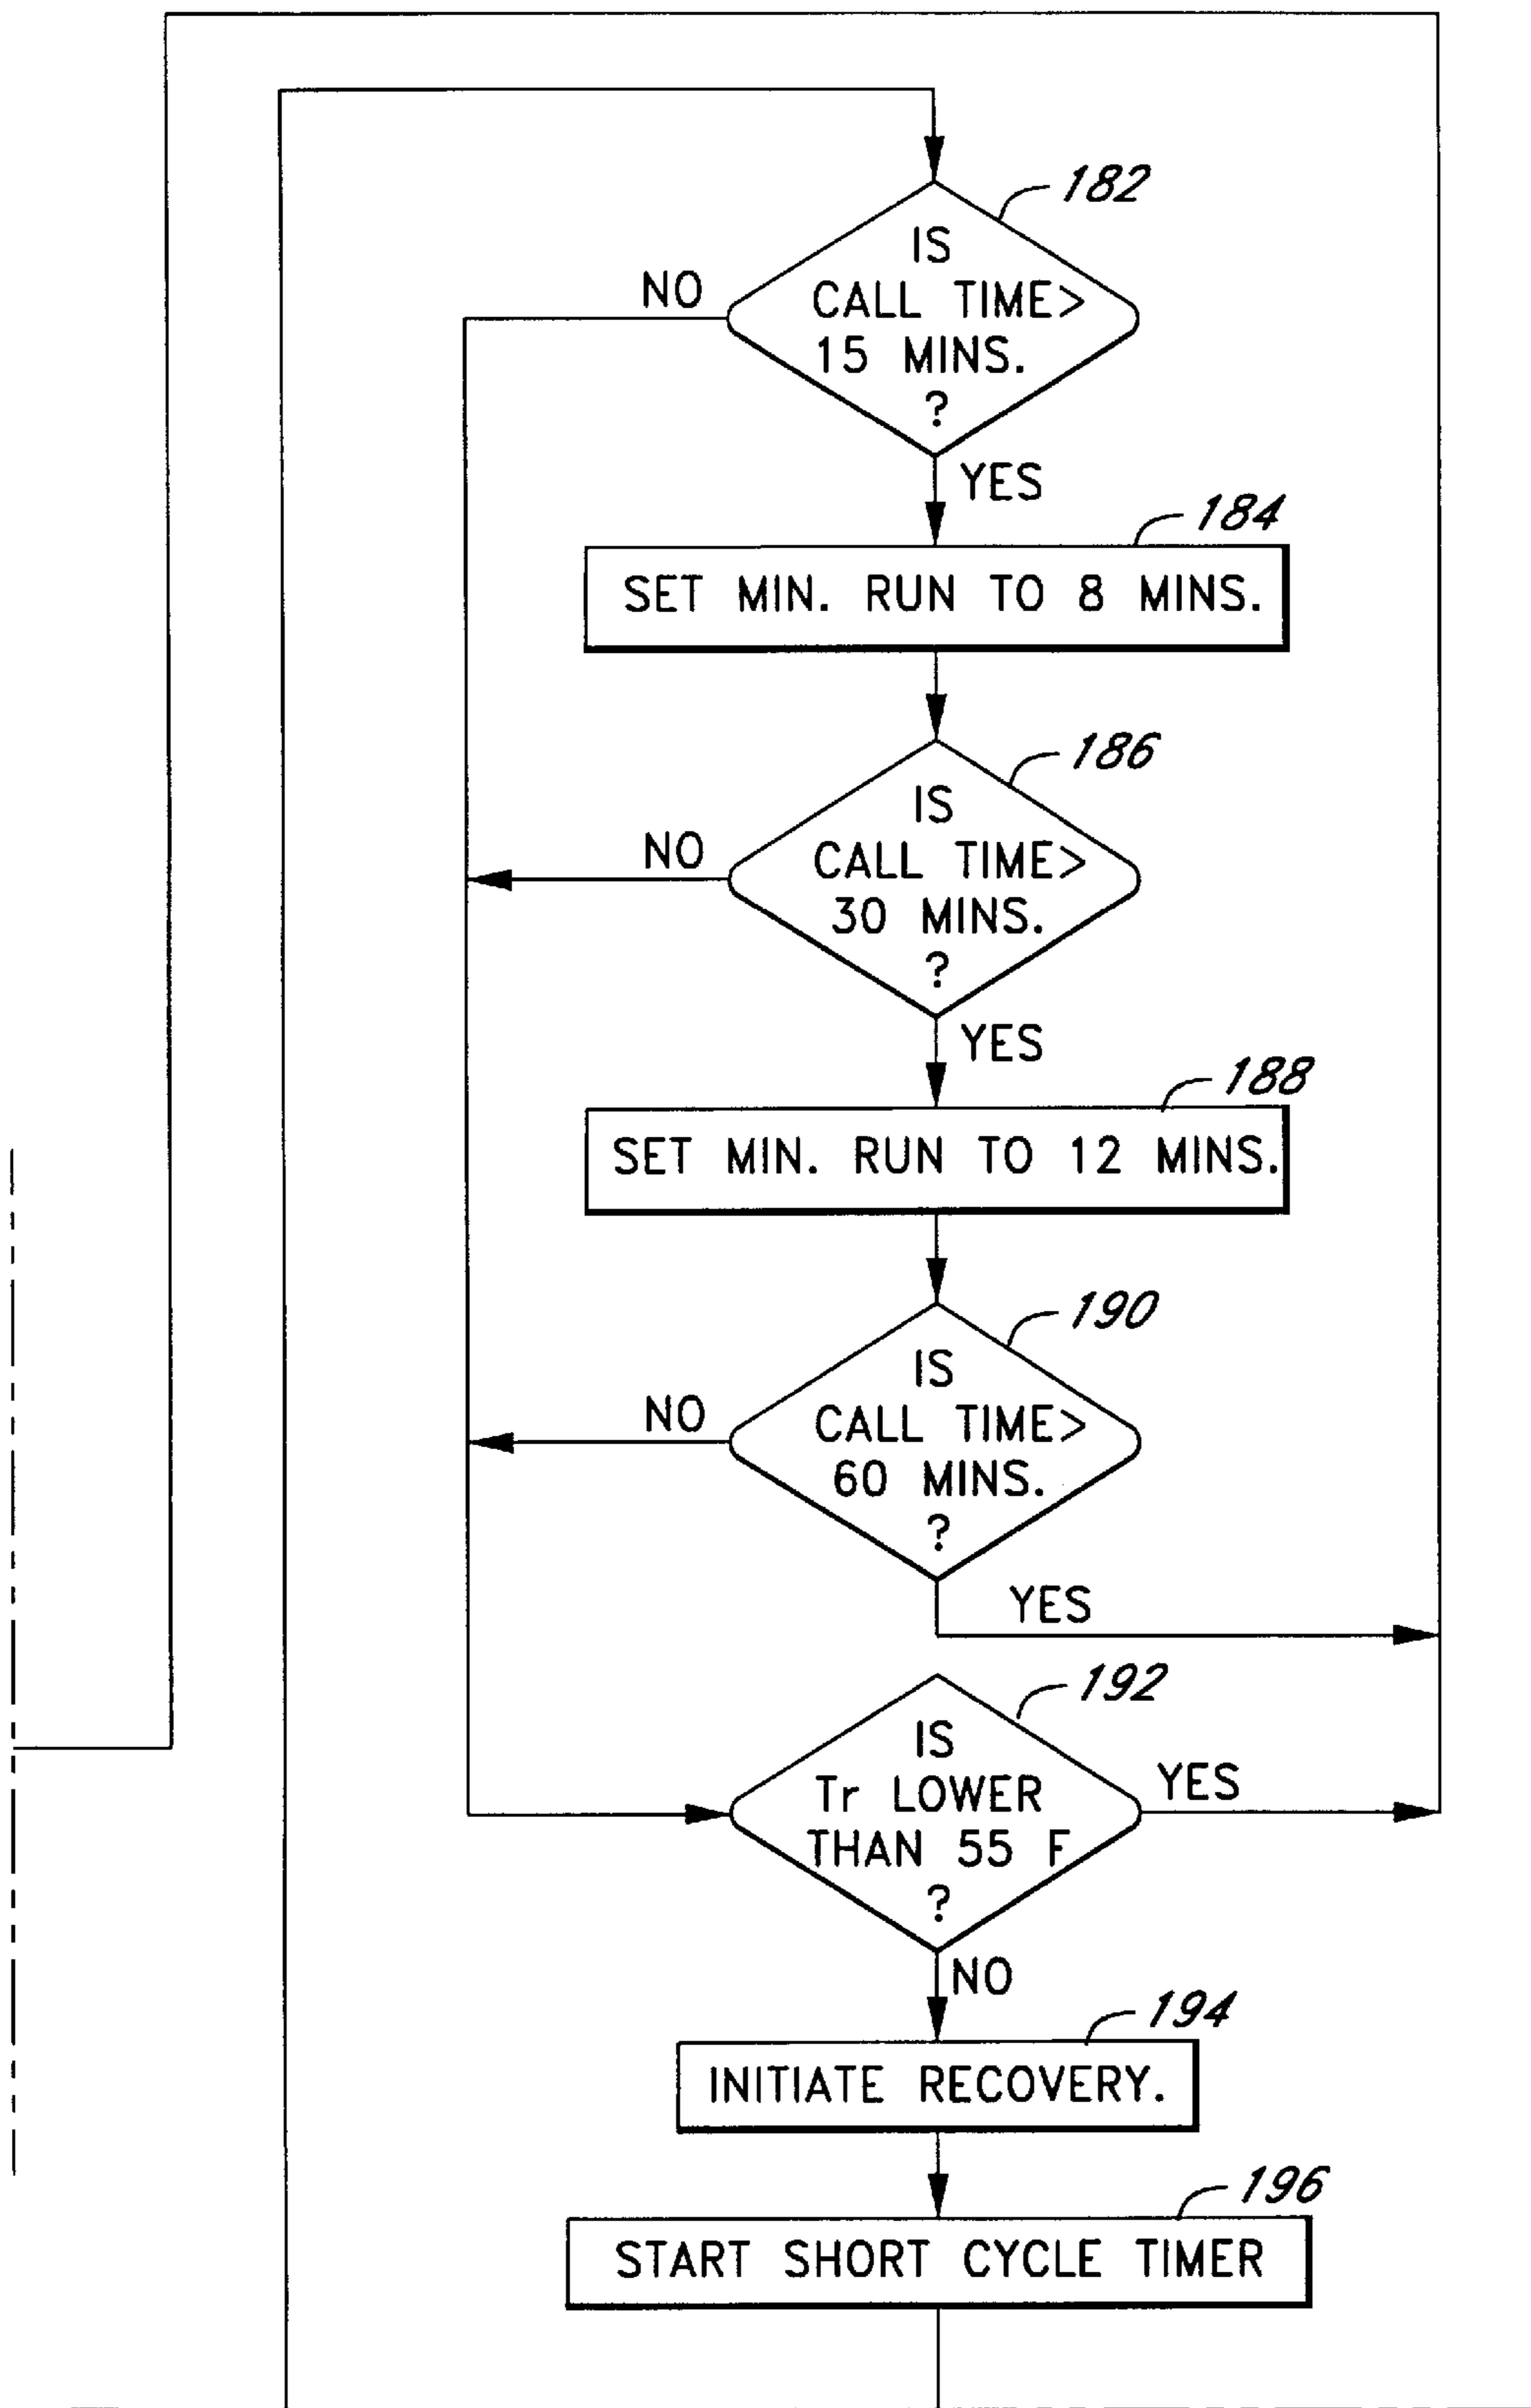 182
IS
CALL TIME>
15 MINS.
?
NO
YES
184
SET MIN. RUN TO 8 MINS.
186
IS
CALL TIME>
30 MINS.
?
NO
YES
188
SET MIN. RUN TO 12 MINS.
190
IS
CALL TIME>
60 MINS.
?
NO
YES
192
IS
Tr LOWER
THAN 55 F
?
YES
NO
194
INITIATE RECOVERY.
196
START SHORT CYCLE TIMER